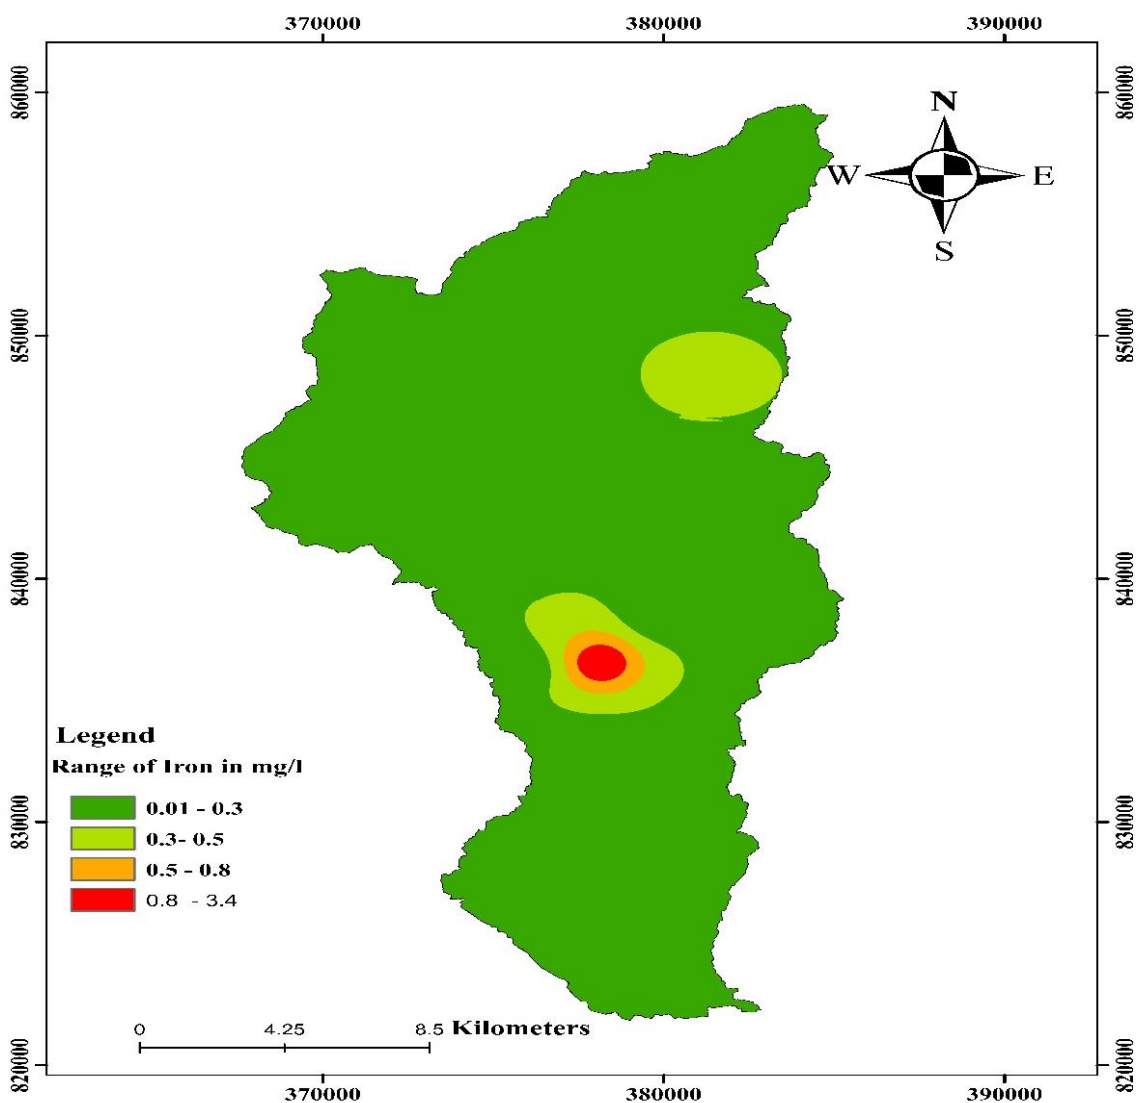 370000 380000 390000
860000 860000
N
W E
S
850000 850000
840000 840000
Legend
Range of Iron in mg/l
0.01 - 0.3
830000 830000
0.3- 0.5
0.5 - 0.8
0.8 - 3.4
0 4.25 8.5 Kilometers
820000 820000
370000 380000 390000